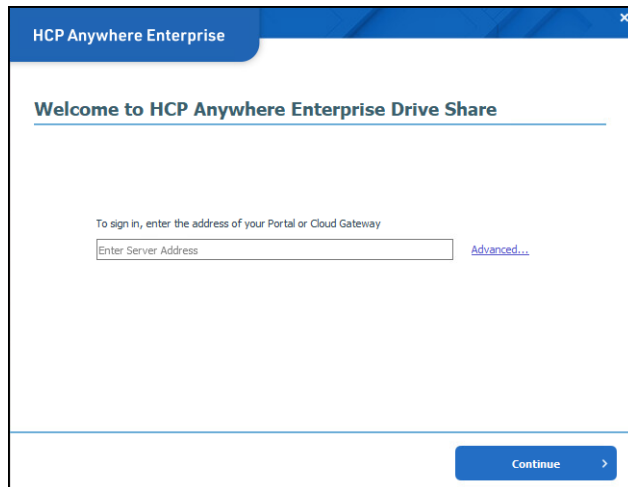 HCP Anywhere Enterprise
Welcome to HCP Anywhere Enterprise Drive Share
To sign in, enter the address of your Portal or Cloud Gateway
Enter Server Address
Advanced...
Continue